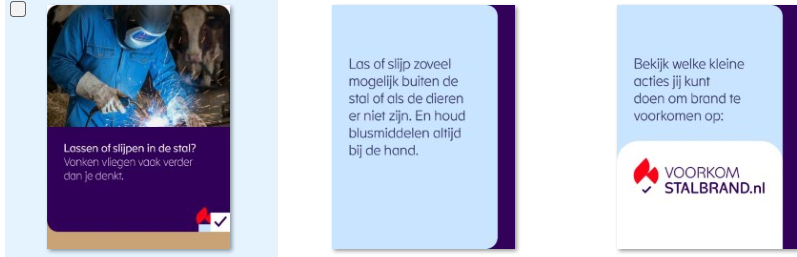 Lassen of slijpen in de stal?
Vonken vliegen vaak verder
dan je denkt.
Las of slijp zoveel
mogelijk buiten de
stal of als de dieren
er niet zijn. En houd
blusmiddelen altijd
bij de hand.
Bekijk welke kleine
acties jij kunt
doen om brand te
voorkomen op:
VOORKOM
STALBRAND.nl